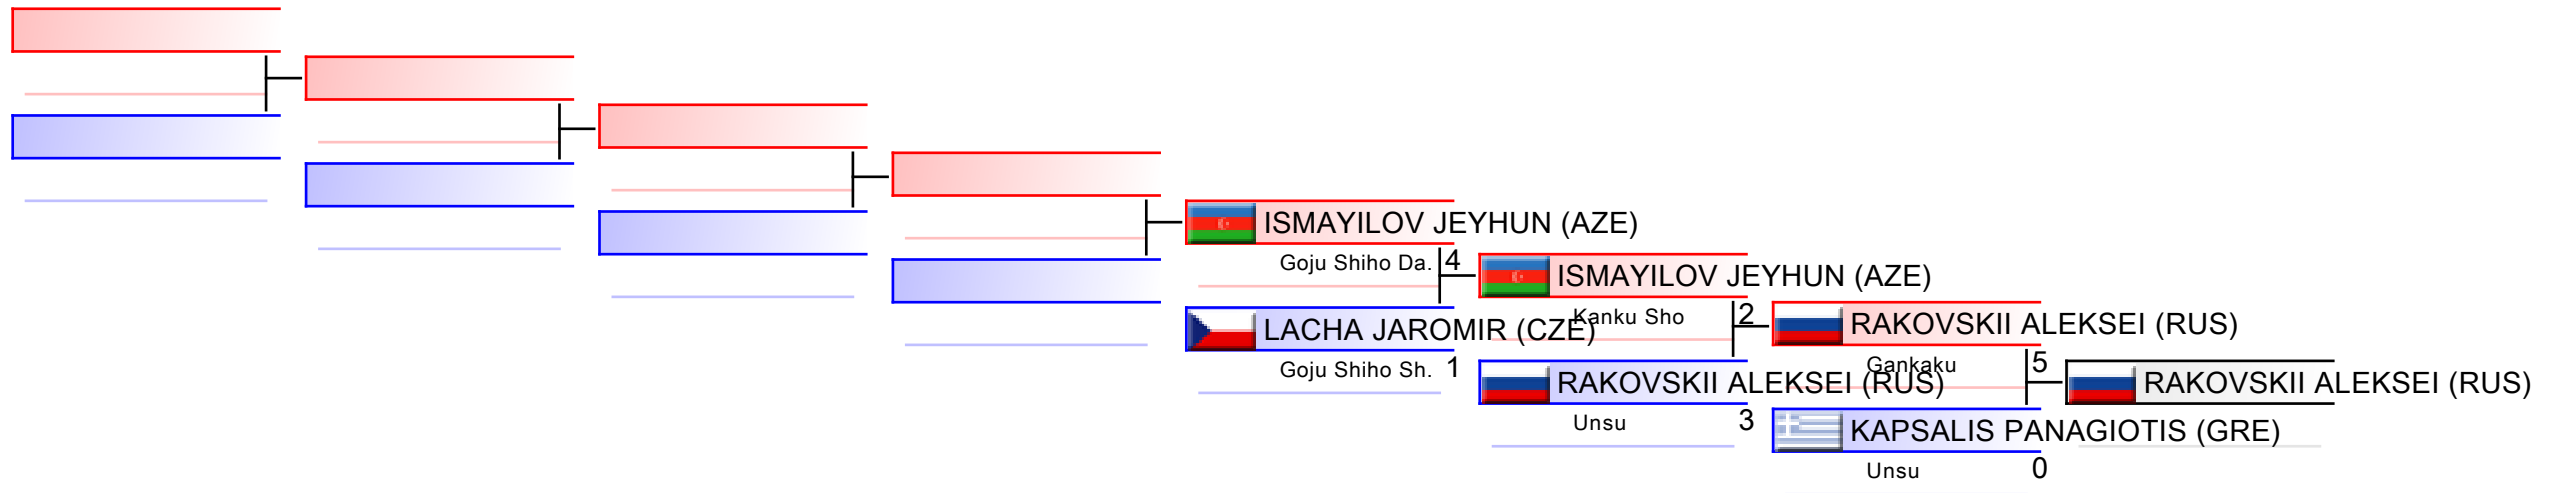 ISMAYILOV JEYHUN (AZE)
Goju Shiho Da. 4
LACHA JAROMIR (CZE)
Goju Shiho Sh. 1
ISMAYILOV JEYHUN (AZE)
Kanku Sho 2
RAKOVSKII ALEKSEI (RUS)
Unsu 3
RAKOVSKII ALEKSEI (RUS)
Gankaku 5
KAPSALIS PANAGIOTIS (GRE)
Unsu 0
RAKOVSKII ALEKSEI (RUS)